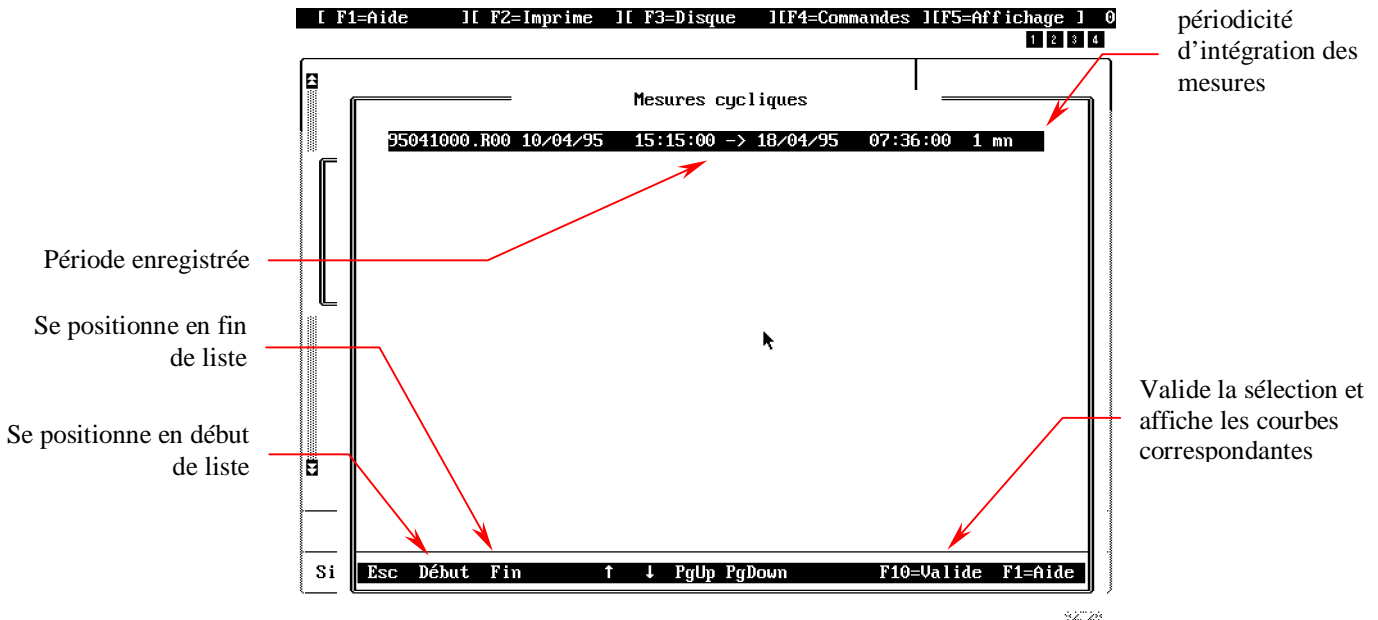 [ F1=Aide ][ F2=Imprime ][ F3=Disque ][F4=Commandes ][F5=Affichage ] 0
1 2 3 4
périodicité
d’intégration des
mesures
Mesures cycliques
95041000.R00 10/04/95 15:15:00 -> 18/04/95 07:36:00 1 mn
Période enregistrée
Se positionne en fin
de liste
Se positionne en début
de liste
Valide la sélection et
affiche les courbes
correspondantes
Si
Esc Début Fin ↑ ↓ PgUp PgDown F10=Valide F1=Aide